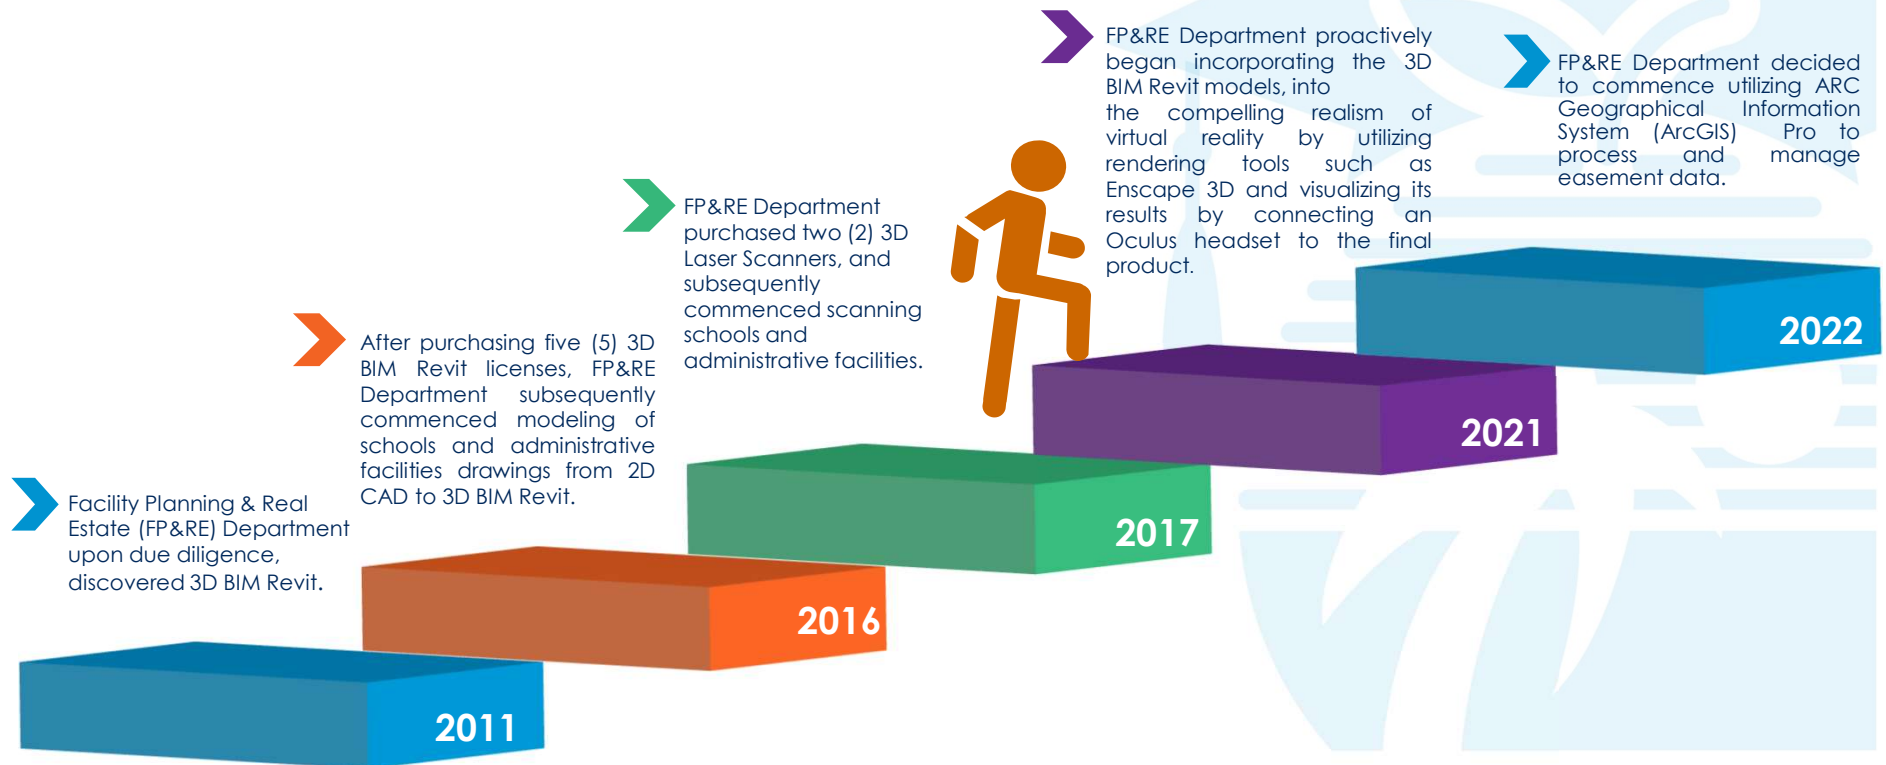 Facility Planning & Real
Estate (FP&RE) Department
upon due diligence,
discovered 3D BIM Revit.
2011
After purchasing five (5) 3D
BIM Revit licenses, FP&RE
Department subsequently
commenced modeling of
schools and administrative
facilities drawings from 2D
CAD to 3D BIM Revit.
2016
FP&RE Department
purchased two (2) 3D
Laser Scanners, and
subsequently
commenced scanning
schools and
administrative facilities.
2017
FP&RE Department proactively
began incorporating the 3D
BIM Revit models, into
the compelling realism of
virtual reality by utilizing
rendering tools such as
Enscape 3D and visualizing its
results by connecting an
Oculus headset to the final
product.
2021
FP&RE Department decided
to commence utilizing ARC
Geographical Information
System (ArcGIS) Pro to
process and manage
easement data.
2022